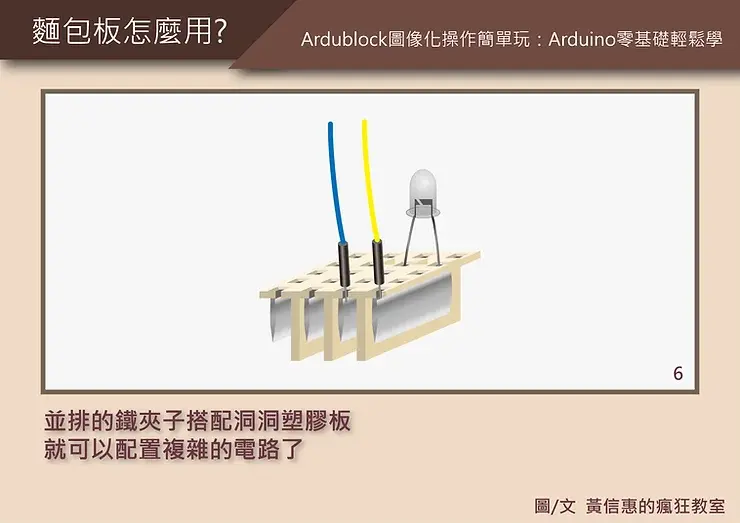 麵包板怎麼用?
Ardublock圖像化操作簡單玩：Arduino零基礎輕鬆學
6
並排的鐵夾子搭配洞洞塑膠板
就可以配置複雜的電路了
圖/文 黃信惠的瘋狂教室